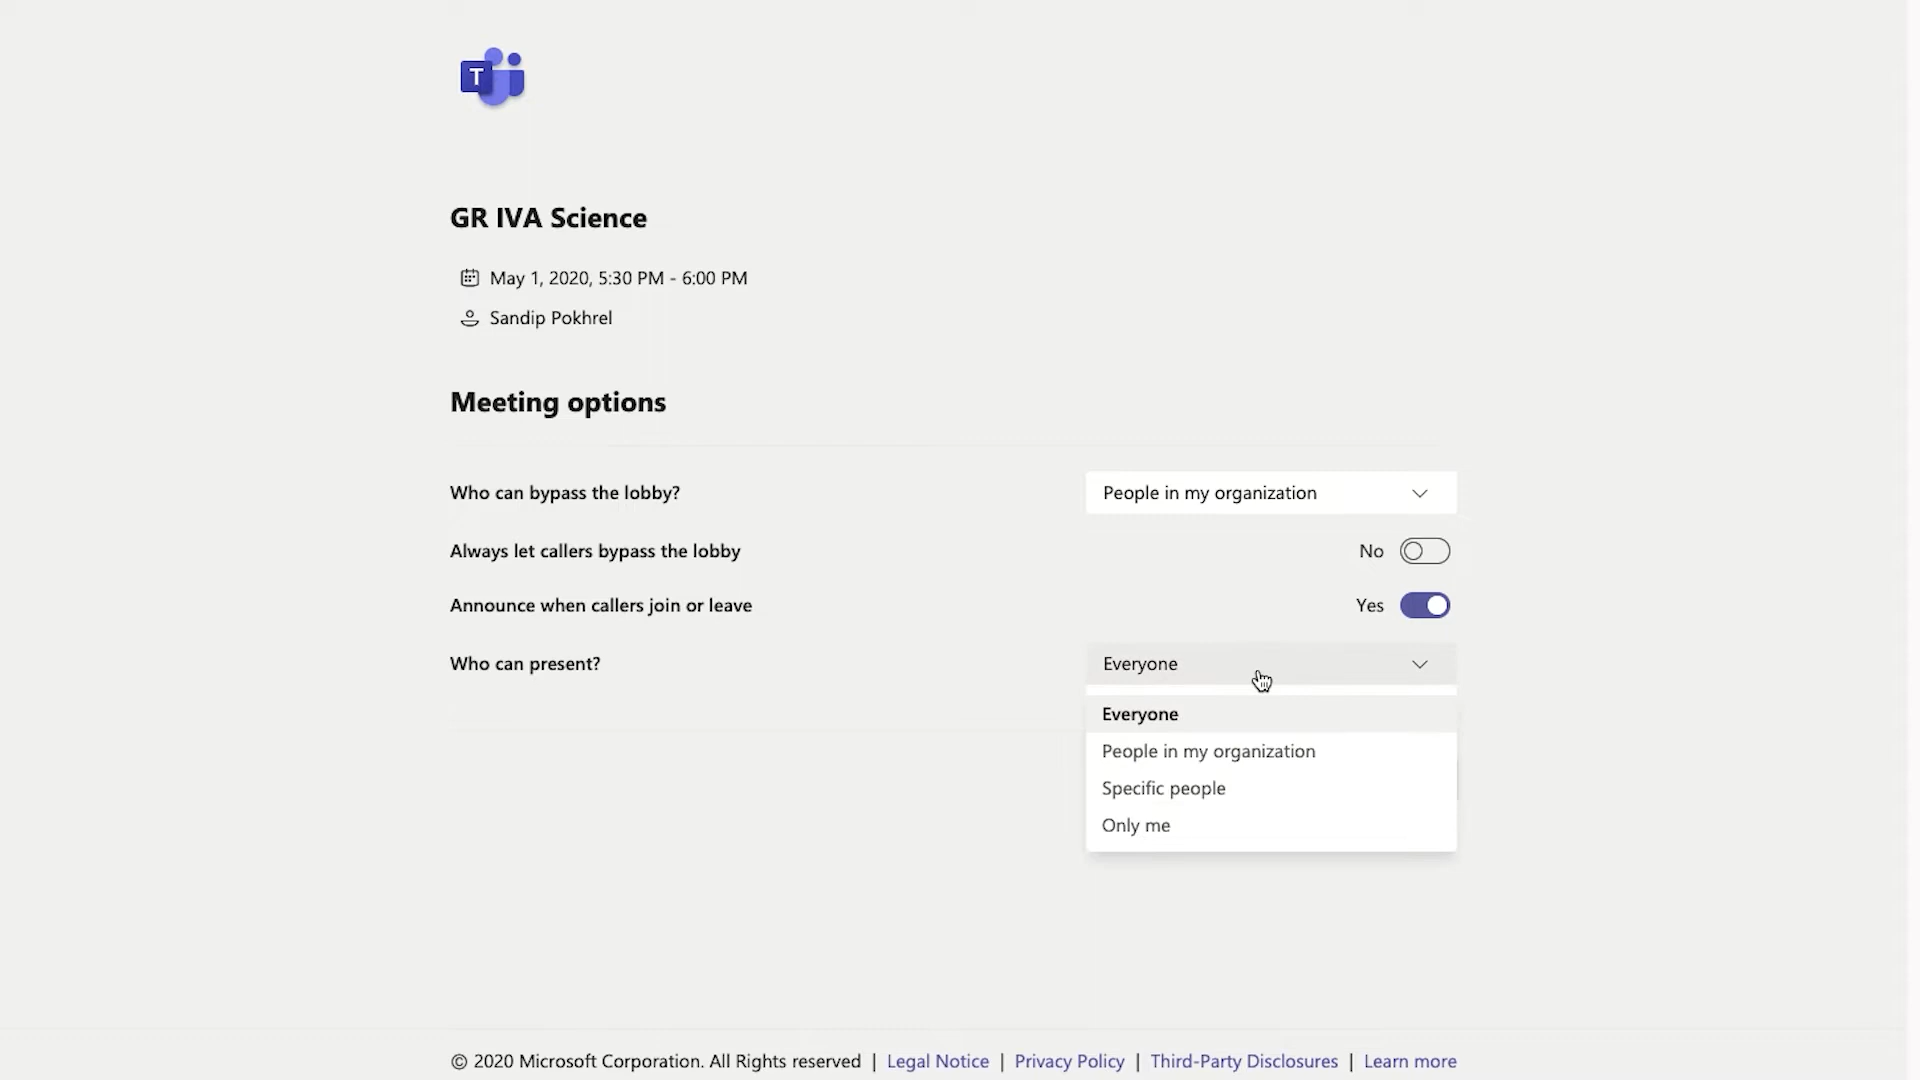 T
GR IVA Science
May 1, 2020, 5:30 PM - 6:00 PM
Sandip Pokhrel
Meeting options
Who can bypass the lobby?
People in my organization
Always let callers bypass the lobby
No
Announce when callers join or leave
Yes
Who can present?
Everyone
Everyone
People in my organization
Specific people
Only me
© 2020 Microsoft Corporation. All Rights reserved | Legal Notice | Privacy Policy | Third-Party Disclosures | Learn more